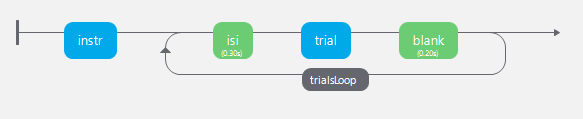 instr
isi
(0.30s)
trial
blank
(0.20s)
trialsLoop